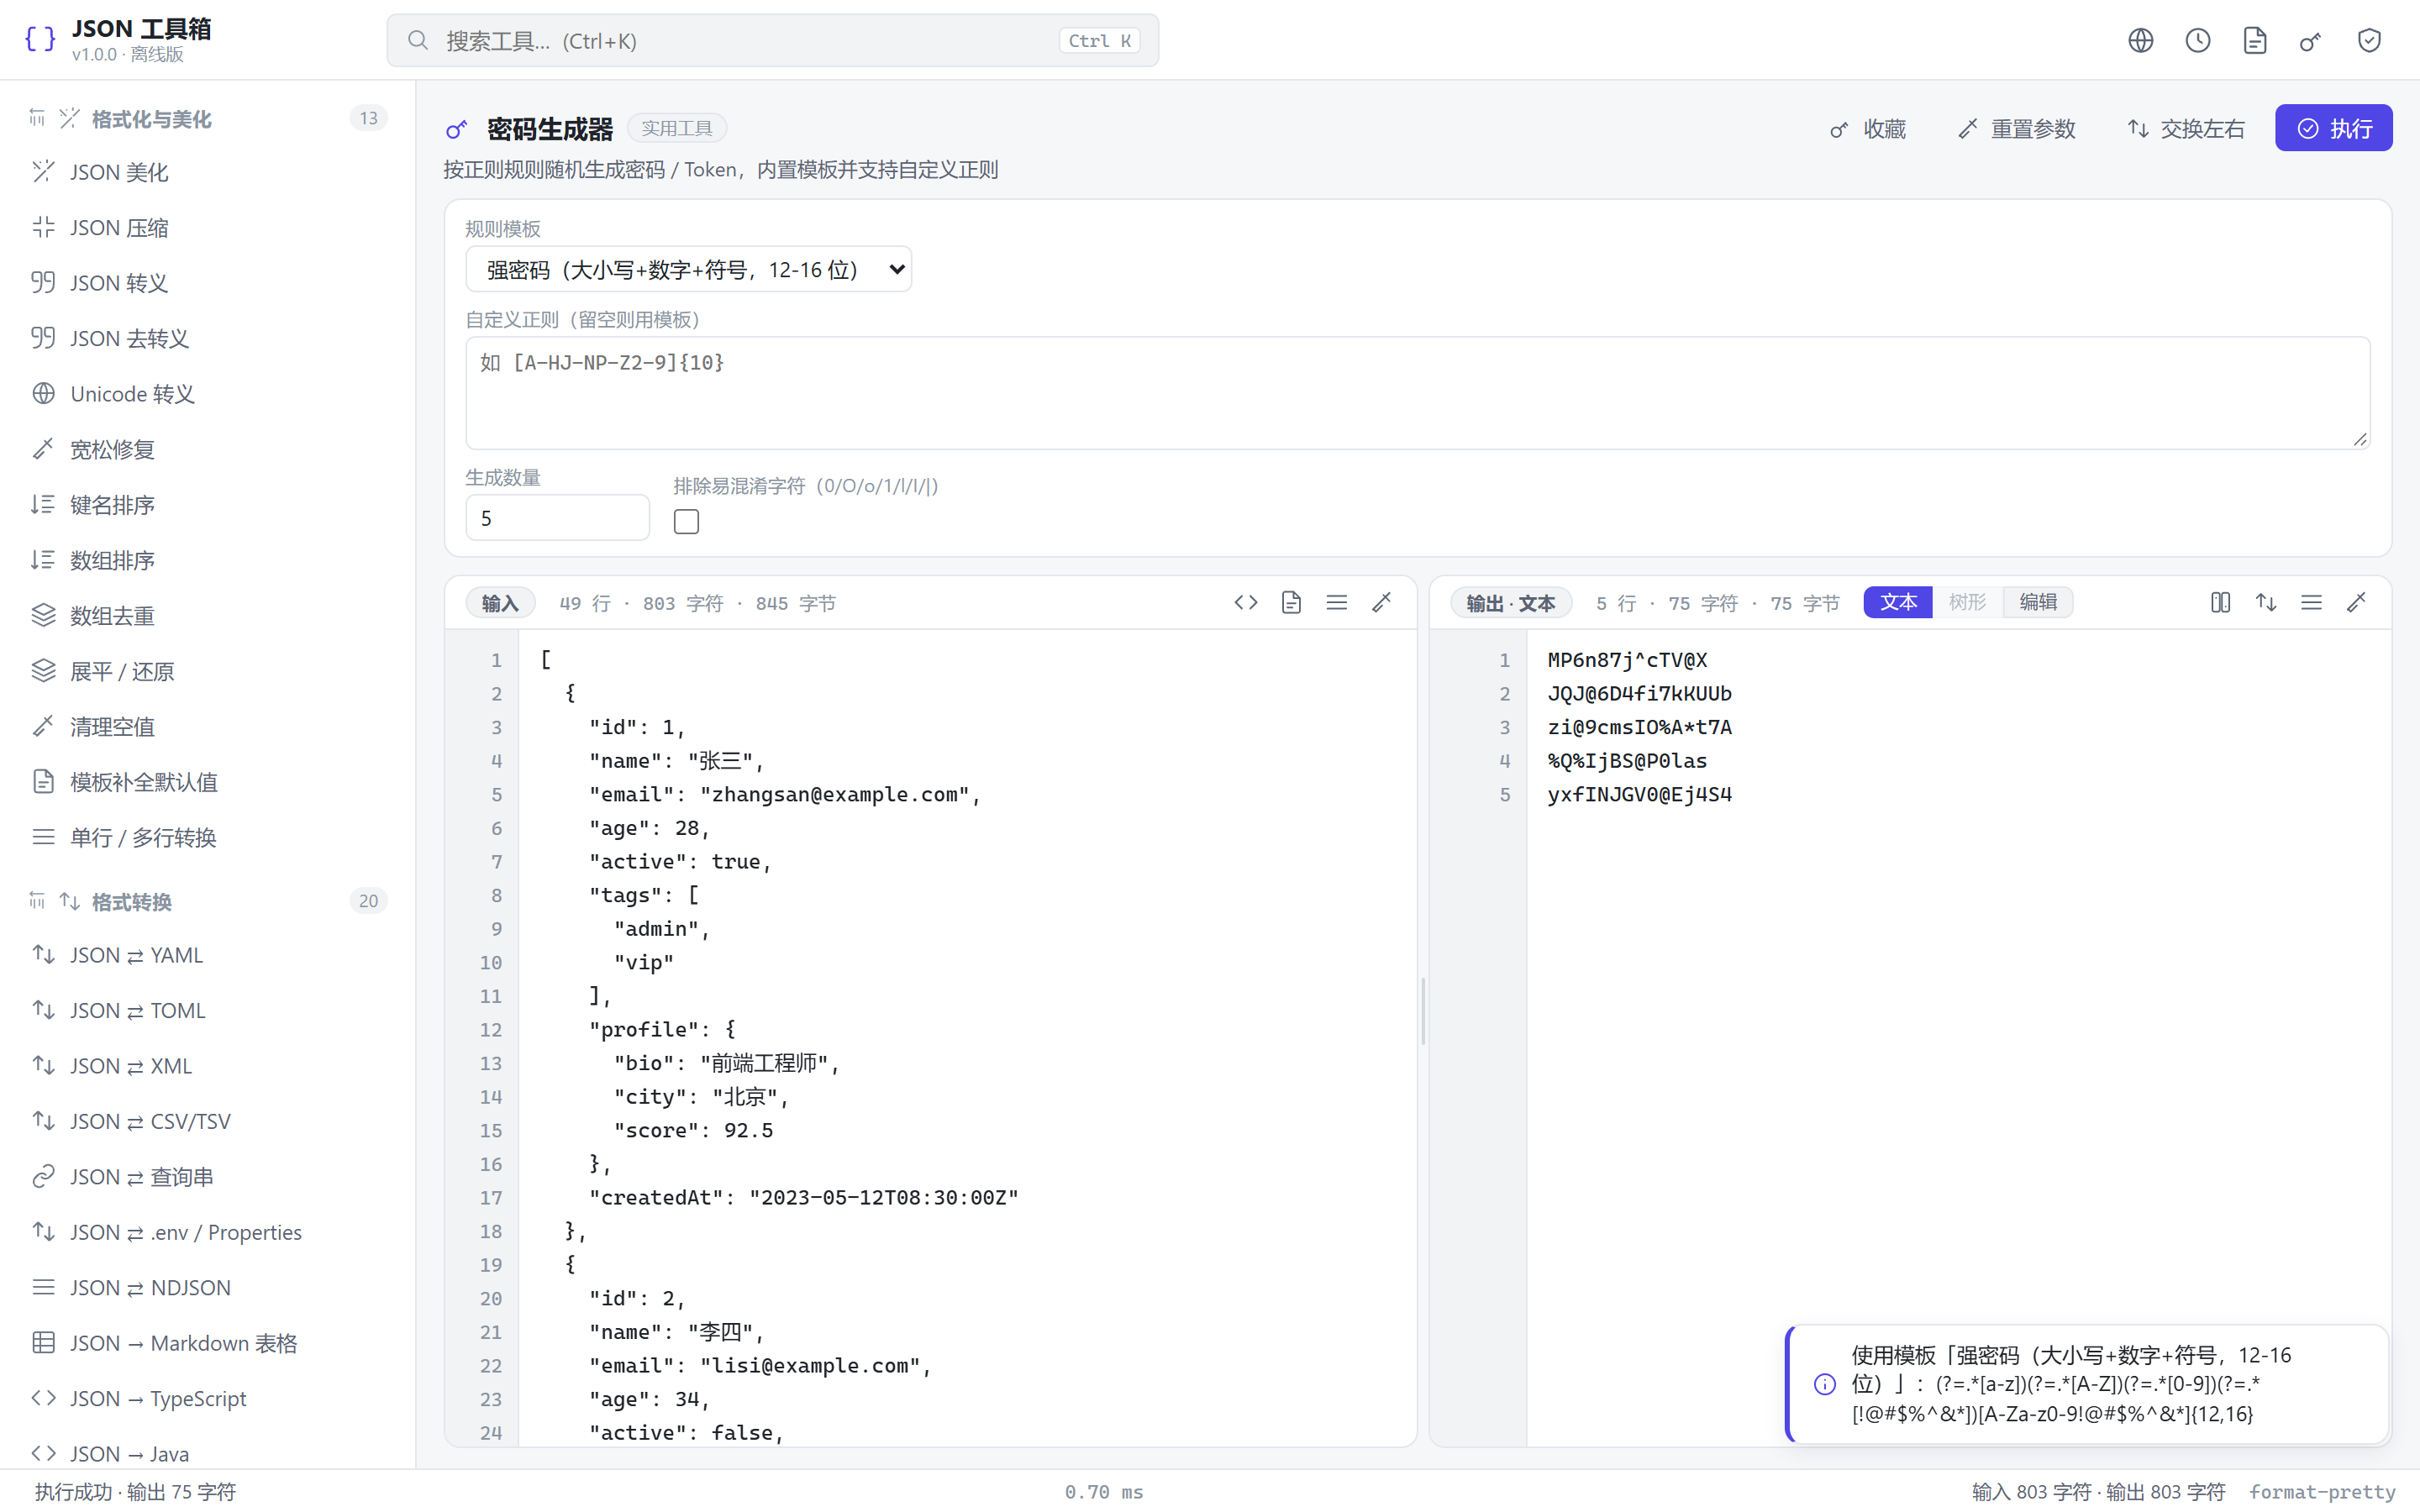 JSON 工具箱
v1.0.0 · 离线版
搜索工具... (Ctrl+K)
Ctrl K
格式化与美化
13
JSON 美化
JSON 压缩
JSON 转义
JSON 去转义
Unicode 转义
宽松修复
键名排序
数组排序
数组去重
展平 / 还原
清理空值
模板补全默认值
单行 / 多行转换
格式转换
20
JSON ⇄ YAML
JSON ⇄ TOML
JSON ⇄ XML
JSON ⇄ CSV/TSV
JSON ⇄ 查询串
JSON ⇄ .env / Properties
JSON ⇄ NDJSON
JSON → Markdown 表格
JSON → TypeScript
JSON → Java
密码生成器
实用工具
收藏
重置参数
交换左右
执行
按正则规则随机生成密码 / Token，内置模板并支持自定义正则
规则模板
强密码（大小写+数字+符号，12-16 位）
自定义正则（留空则用模板）
如 [A-HJ-NP-Z2-9]{10}
生成数量
5
排除易混淆字符（0/O/o/1/l/I/|）
输入
49 行 · 803 字符 · 845 字节
1 [
2 {
3 "id": 1,
4 "name": "张三",
5 "email": "zhangsan@example.com",
6 "age": 28,
7 "active": true,
8 "tags": [
9 "admin",
10 "vip"
11 ],
12 "profile": {
13 "bio": "前端工程师",
14 "city": "北京",
15 "score": 92.5
16 },
17 "createdAt": "2023-05-12T08:30:00Z"
18 },
19 {
20 "id": 2,
21 "name": "李四",
22 "email": "lisi@example.com",
23 "age": 34,
24 "active": false,
输出 · 文本
5 行 · 75 字符 · 75 字节
文本
树形
编辑
1 MP6n87j^cTV@X
2 JQJ@6D4fi7kKUUb
3 zi@9cmsIO%A*t7A
4 %Q%IjBS@P0las
5 yxfINJGV0@Ej4S4
使用模板「强密码（大小写+数字+符号，12-16
位）」：(?=.*[a-z])(?=.*[A-Z])(?=.*[0-9])(?=.*
[!@#$%^&*])[A-Za-z0-9!@#$%^&*]{12,16}
执行成功 · 输出 75 字符
0.70 ms
输入 803 字符 · 输出 803 字符
format-pretty